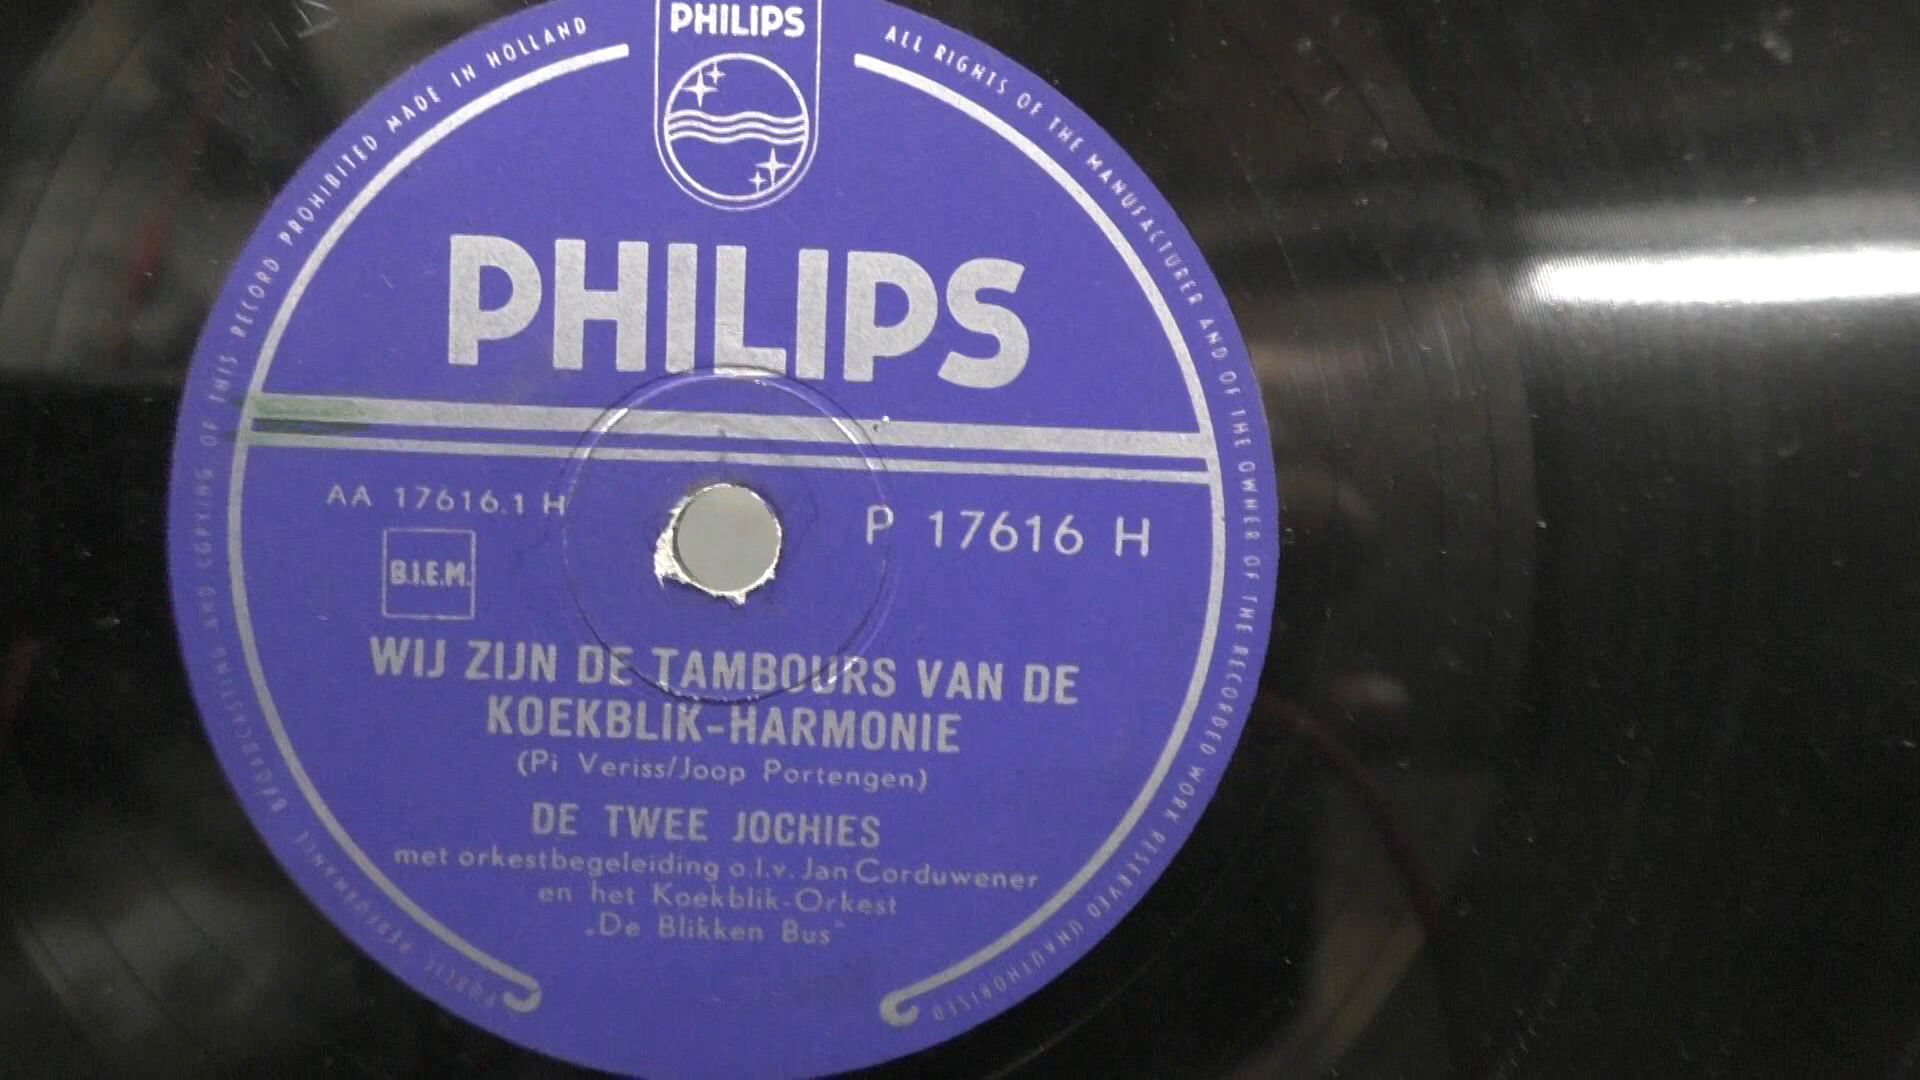 PHILIPS
PHILIPS
AA 17616.1 H
P 17616 H
B.I.E.M.
WIJ ZIJN DE TAMBOURS VAN DE
KOEKBLIK-HARMONIE
(Pi Veriss/Joop Portengen)
DE TWEE JOCHIES
met orkestbegeleiding o.l.v. Jan Corduwener
en het Koekblik-Orkest
„De Blikken Bus”
ALL RIGHTS OF THE MANUFACTURER AND OF THE OWNER OF THE RECORDED WORK RESERVED UNAUTHORISED
PUBLIC PERFORMANCE, BROADCASTING AND COPYING OF THIS RECORD PROHIBITED MADE IN HOLLAND